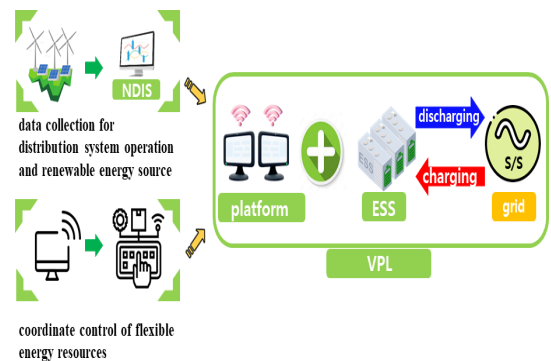 NDIS
data collection for
distribution system operation
and renewable energy source
coordinate control of flexible
energy resources
platform
ESS
ESS
discharging
charging
S/S
grid
VPL